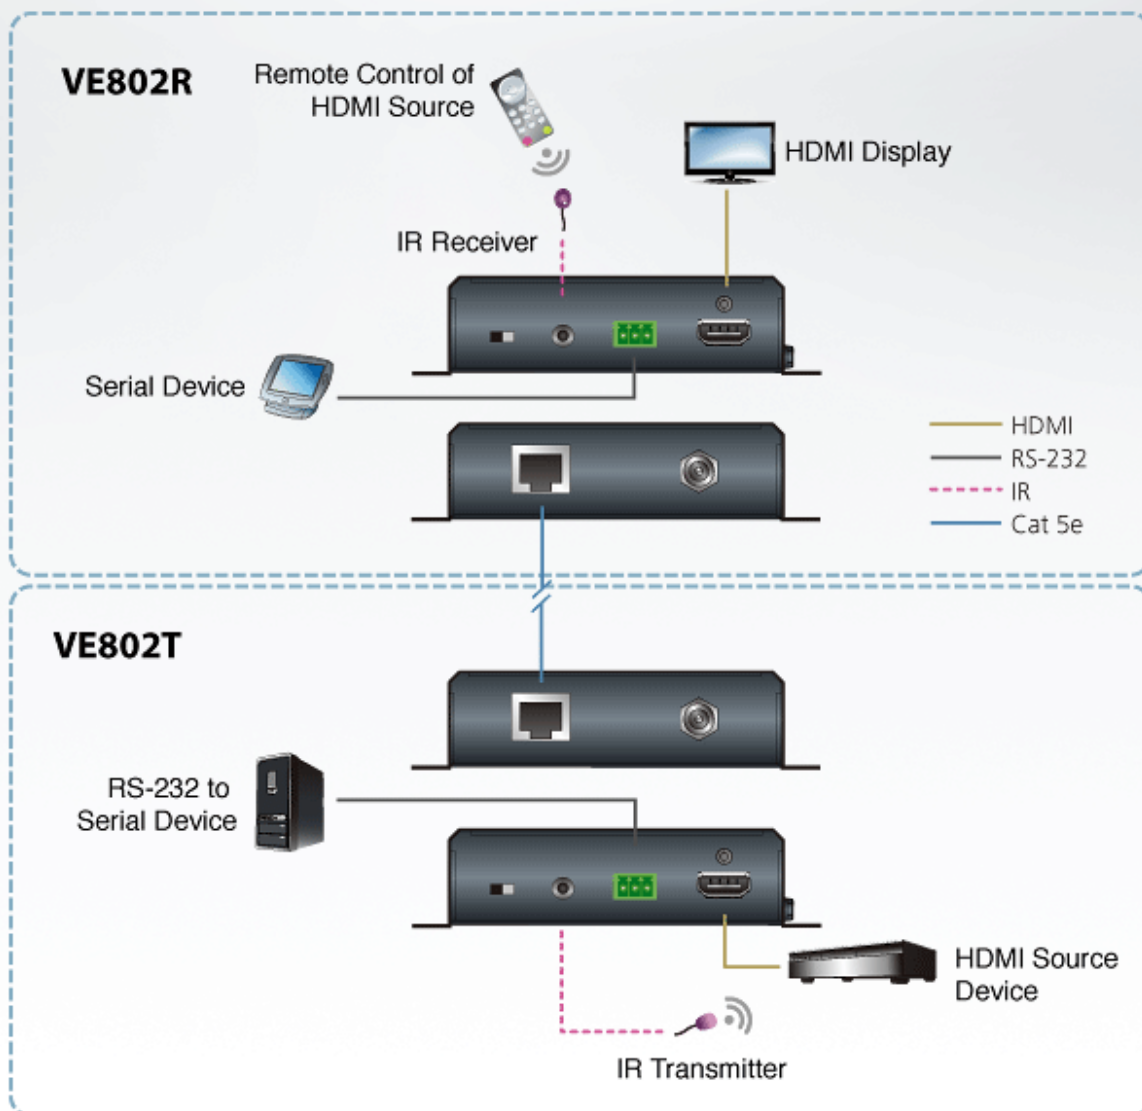 VE802R
Remote Control of
HDMI Source
HDMI Display
IR Receiver
Serial Device
HDMI
RS-232
IR
Cat 5e
VE802T
RS-232 to
Serial Device
HDMI Source
Device
IR Transmitter